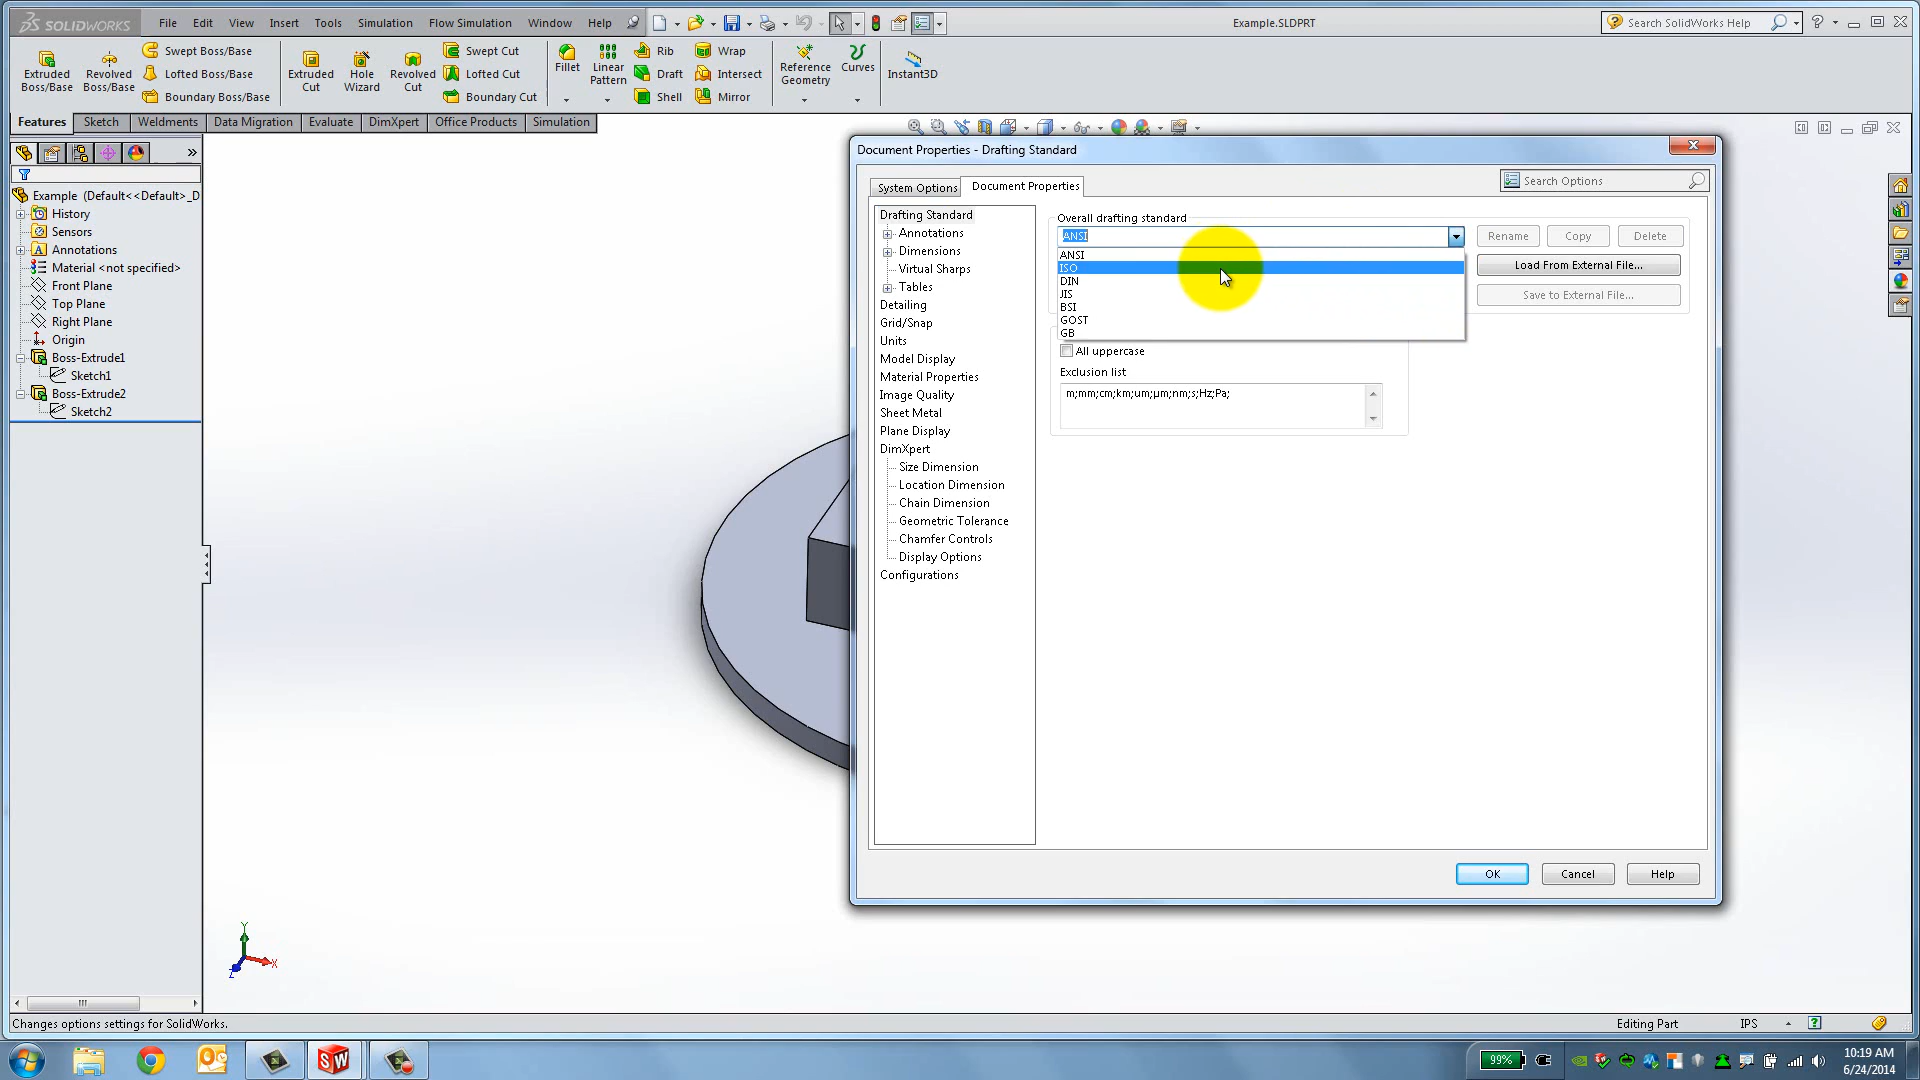 SOLIDWORKS File Edit View Insert Tools Simulation Flow Simulation Window Help Example.SLDPRT Search SolidWorks Help
Extruded Boss/Base
Revolved Boss/Base
Swept Boss/Base
Lofted Boss/Base
Boundary Boss/Base
Extruded Cut
Hole Wizard
Revolved Cut
Swept Cut
Lofted Cut
Boundary Cut
Fillet
Linear Pattern
Rib
Draft
Shell
Wrap
Intersect
Mirror
Reference Geometry
Curves
Instant3D
Features Sketch Weldments Data Migration Evaluate DimXpert Office Products Simulation
Example (Default<<Default>_D
History
Sensors
Annotations
Material <not specified>
Front Plane
Top Plane
Right Plane
Origin
Boss-Extrude1
Sketch1
Boss-Extrude2
Sketch2
Document Properties - Drafting Standard
System Options Document Properties Search Options
Drafting Standard
Annotations
Dimensions
Virtual Sharps
Tables
Detailing
Grid/Snap
Units
Model Display
Material Properties
Image Quality
Sheet Metal
Plane Display
DimXpert
Size Dimension
Location Dimension
Chain Dimension
Geometric Tolerance
Chamfer Controls
Display Options
Configurations
Overall drafting standard
ANSI
ANSI
ISO
DIN
JIS
BSI
GOST
GB
Rename Copy Delete
Load From External File...
Save to External File...
All uppercase
Exclusion list
m;mm;cm;km;um;µm;nm;s;Hz;Pa;
OK Cancel Help
Y
X
Z
Changes options settings for SolidWorks. Editing Part IPS
99%
10:19 AM
6/24/2014